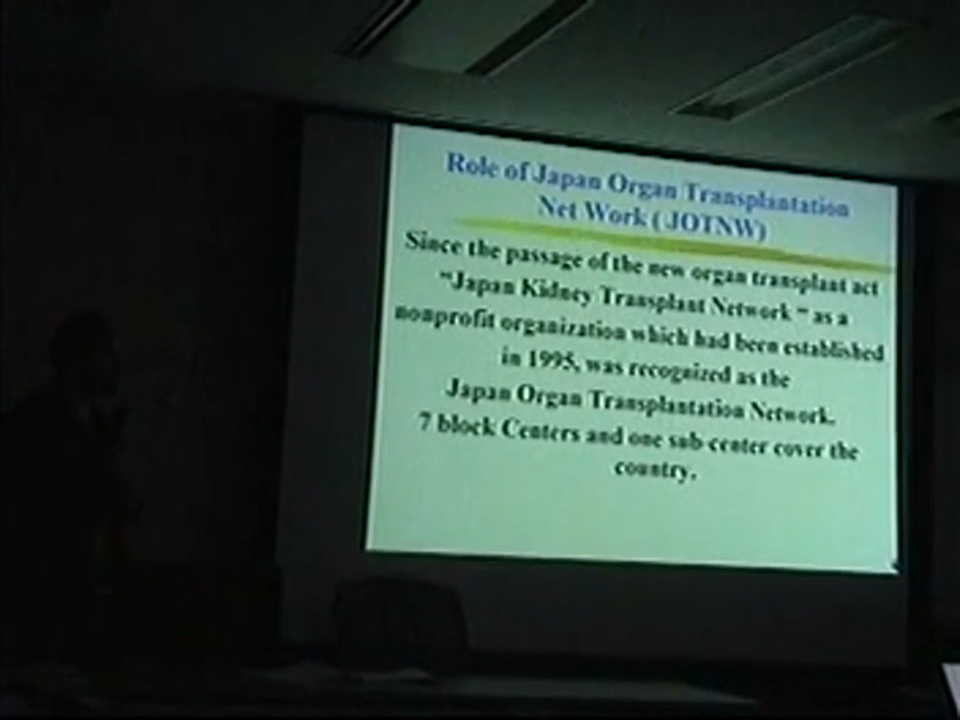 Role of Japan Organ Transplantation
Net Work ( JOTNW)
Since the passage of the new organ transplant act
"Japan Kidney Transplant Network " as a
nonprofit organization which had been established
in 1995, was recognized as the
Japan Organ Transplantation Network.
7 block Centers and one sub-center cover the
country.